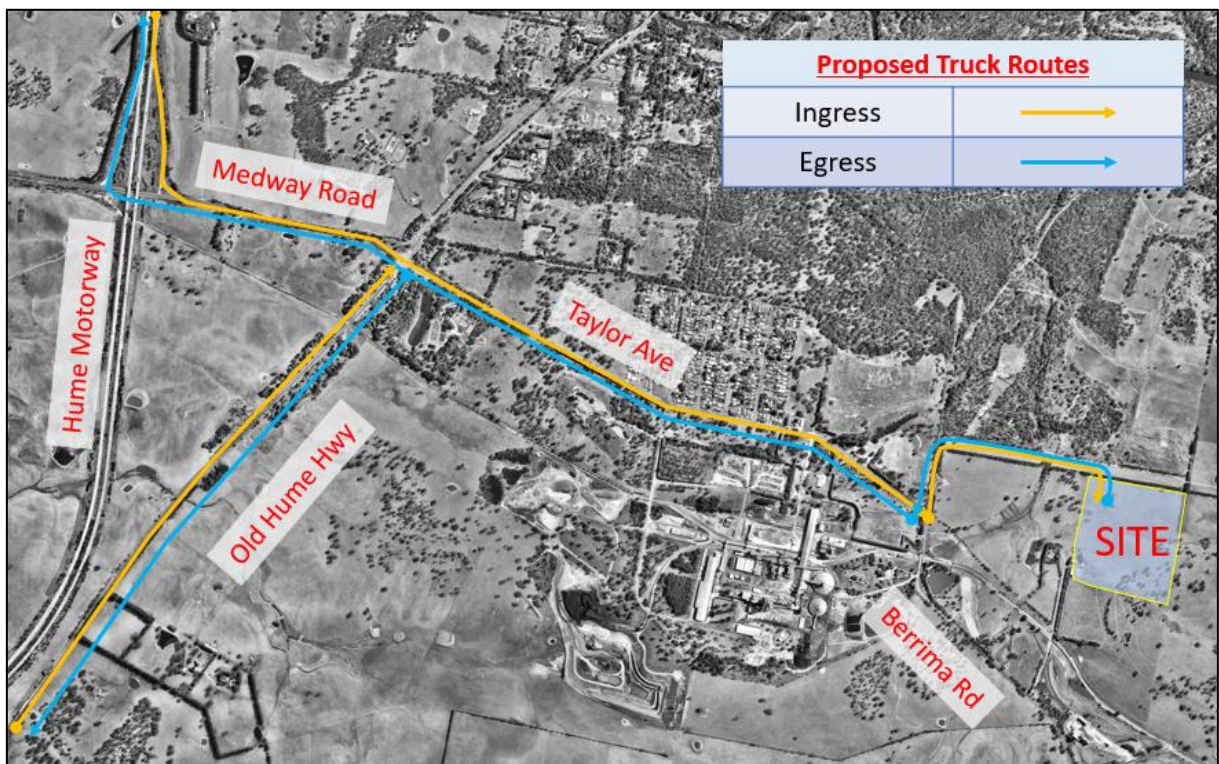 Proposed Truck Routes
Ingress
Egress
Medway Road
Hume Motorway
Taylor Ave
Old Hume Hwy
SITE
Berrima Rd